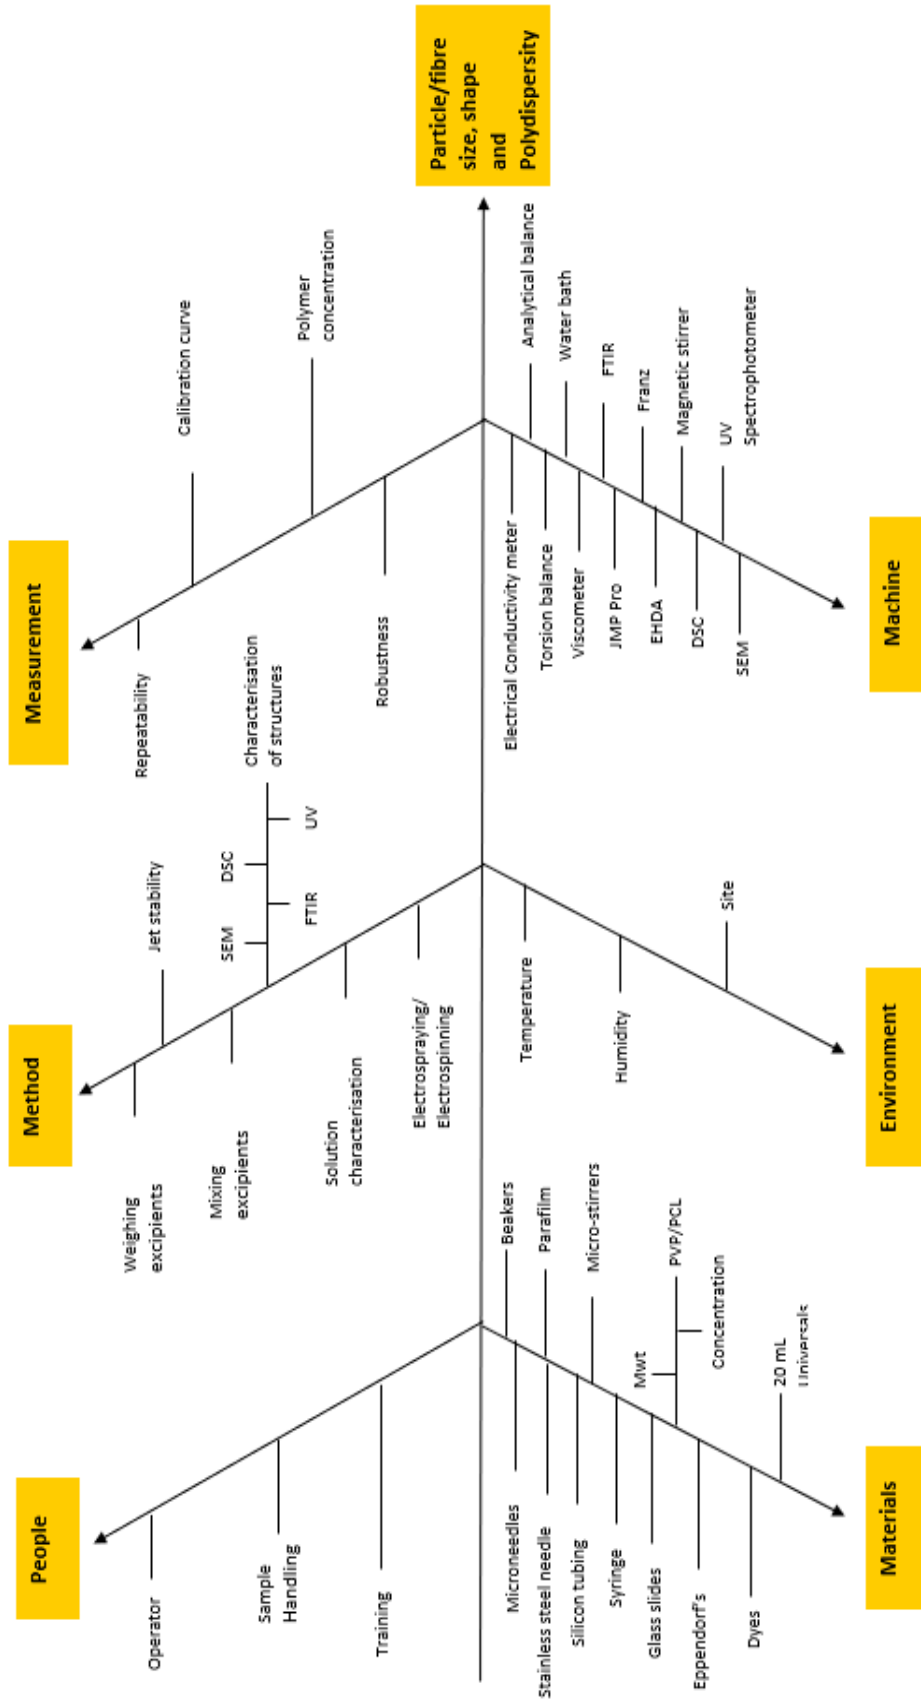 People
Operator
Sample
Handling
Training
Method
Weighing
excipients
Jet stability
Mixing
excipients
SEM
DSC
FTIR
UV
Characterisation
of structures
Solution
characterisation
Electrospraying/
Electrospinning
Measurement
Repeatability
Calibration curve
Polymer
concentration
Robustness
Particle/fibre
size, shape
and
Polydispersity
Materials
Beakers
Microneedles
Parafilm
Stainless steel needle
Silicon tubing
Micro-stirrers
Syringe
Mwt
Glass slides
PVP/PCL
Concentration
Eppendorf's
Dyes
20 mL
Universals
Environment
Temperature
Humidity
Site
Machine
Electrical Conductivity meter
Analytical balance
Torsion balance
Water bath
Viscometer
FTIR
JMP Pro
Franz
EHDA
Magnetic stirrer
DSC
UV
Spectrophotometer
SEM